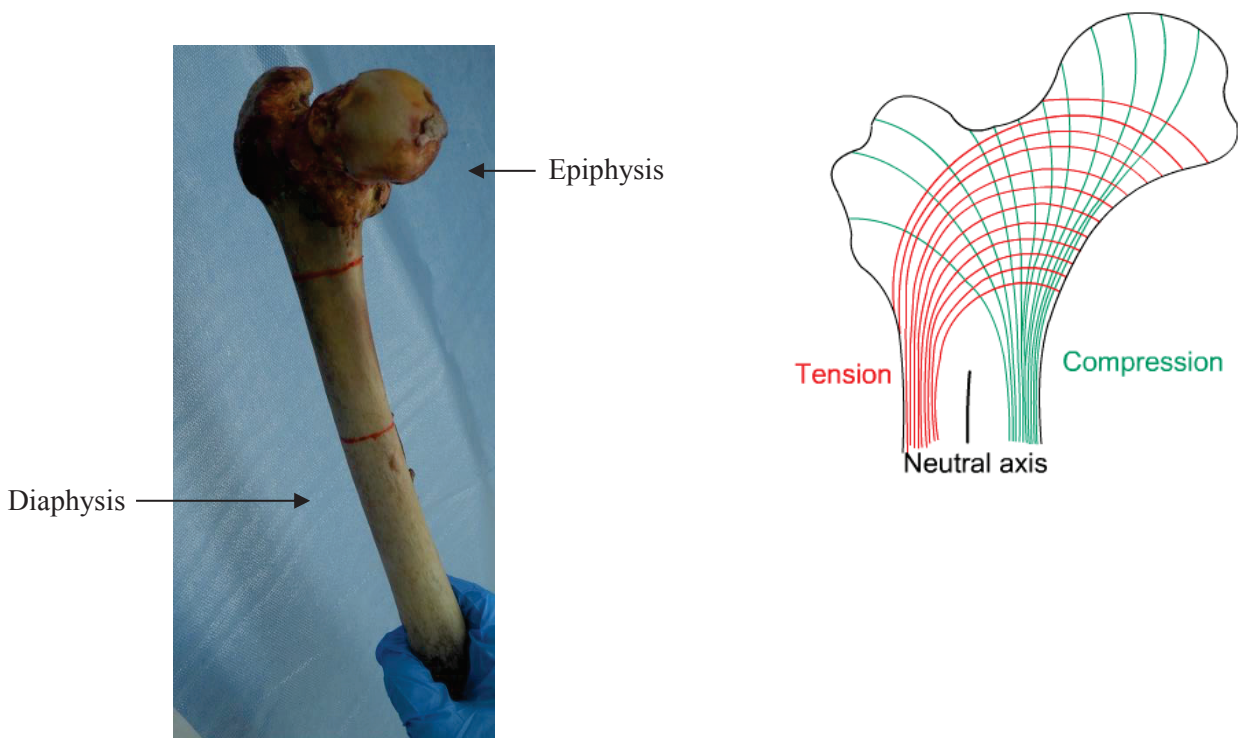 Epiphysis
Diaphysis
Tension
Compression
Neutral axis